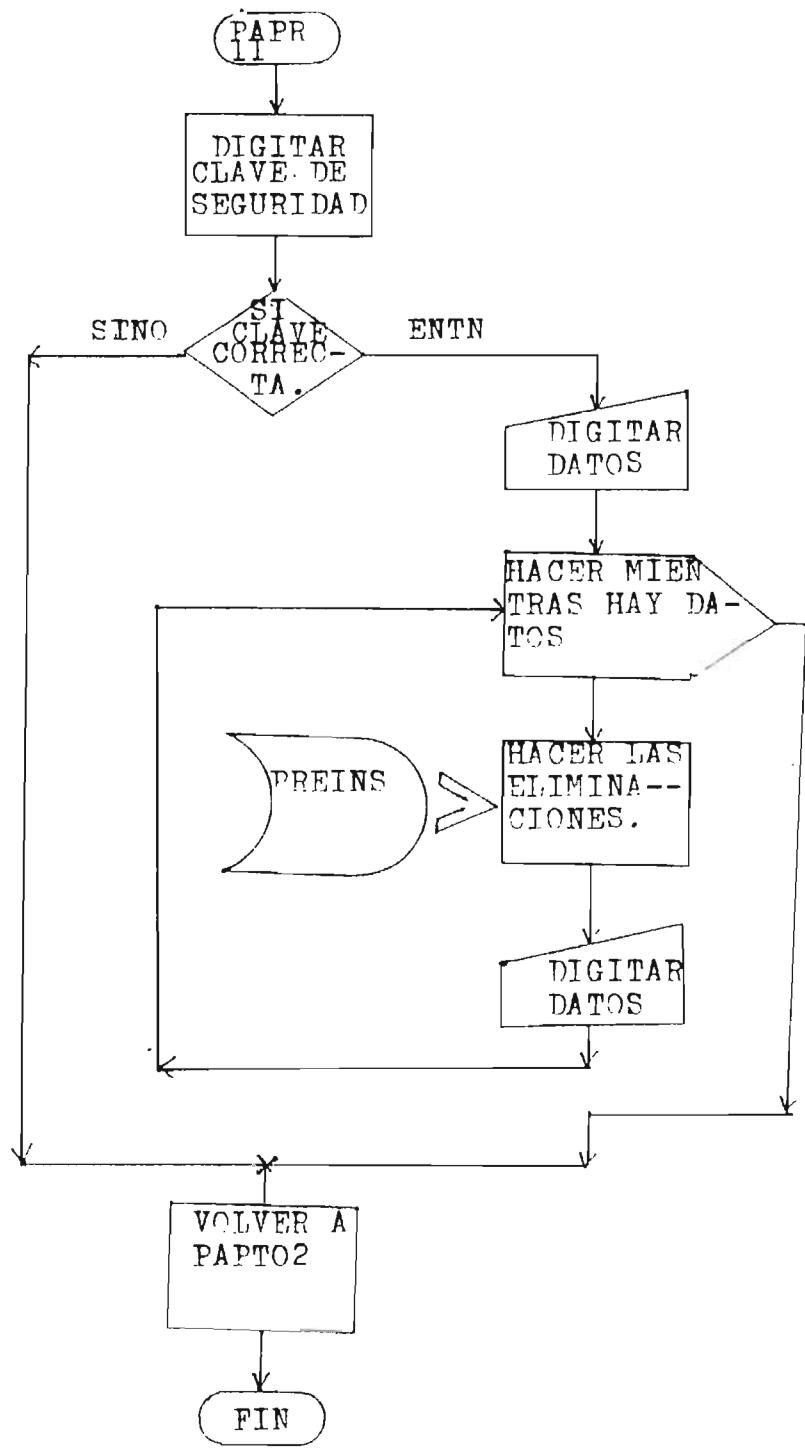 PAPR
11
DIGITAR
CLAVE DE
SEGURIDAD
SI
CLAVE
CORREC-
TA.
SINO
ENTN
DIGITAR
DATOS
HACER MIEN
TRAS HAY DA-
TOS
PREINS
HACER LAS
ELIMINA--
CIONES.
DIGITAR
DATOS
VOLVER A
PAPTO2
FIN